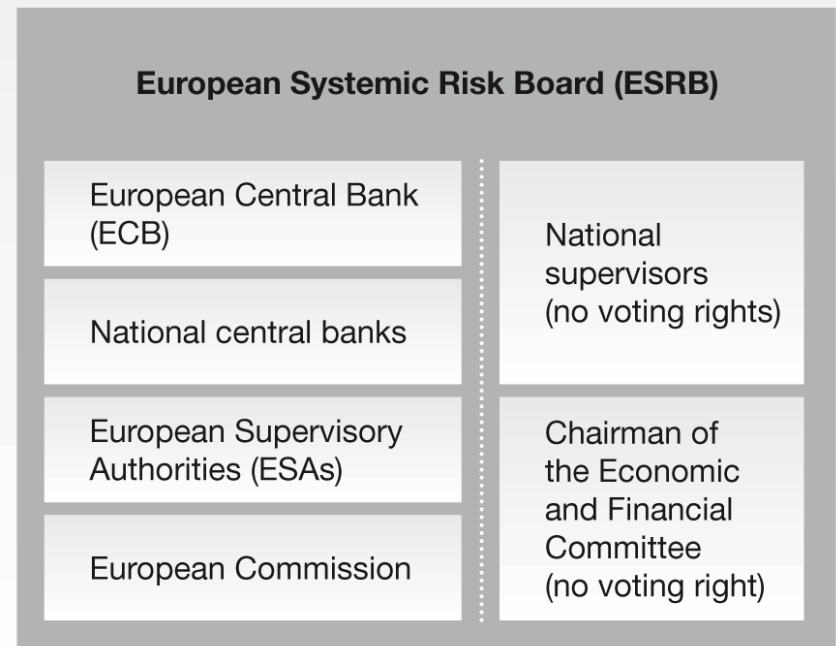 European Systemic Risk Board (ESRB)
European Central Bank
(ECB)
National central banks
European Supervisory
Authorities (ESAs)
European Commission
National
supervisors
(no voting rights)
Chairman of
the Economic
and Financial
Committee
(no voting right)